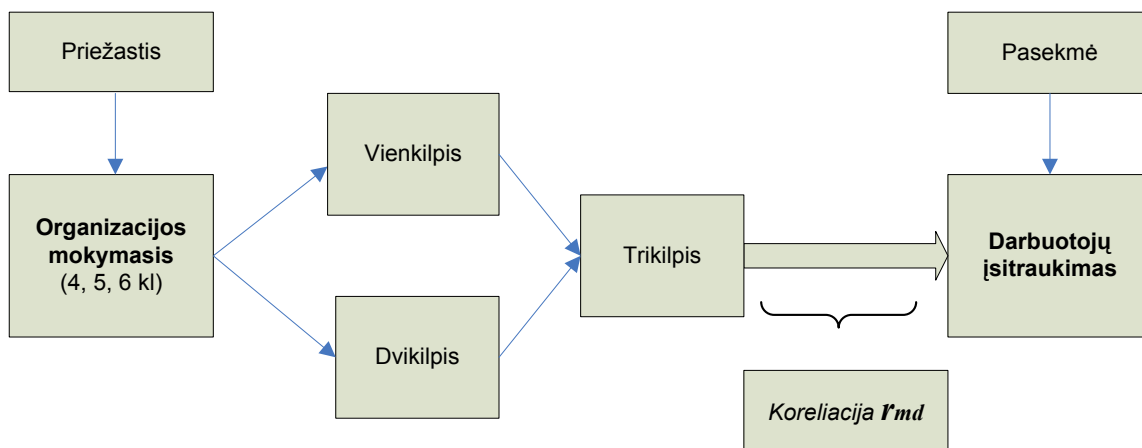 Priežastis
Pasekmė
Vienkilpis
Organizacijos
mokymasis
(4, 5, 6 kl)
Trikilpis
Darbuotojų
įsitraukimas
Dvikilpis
Koreliacija rmd